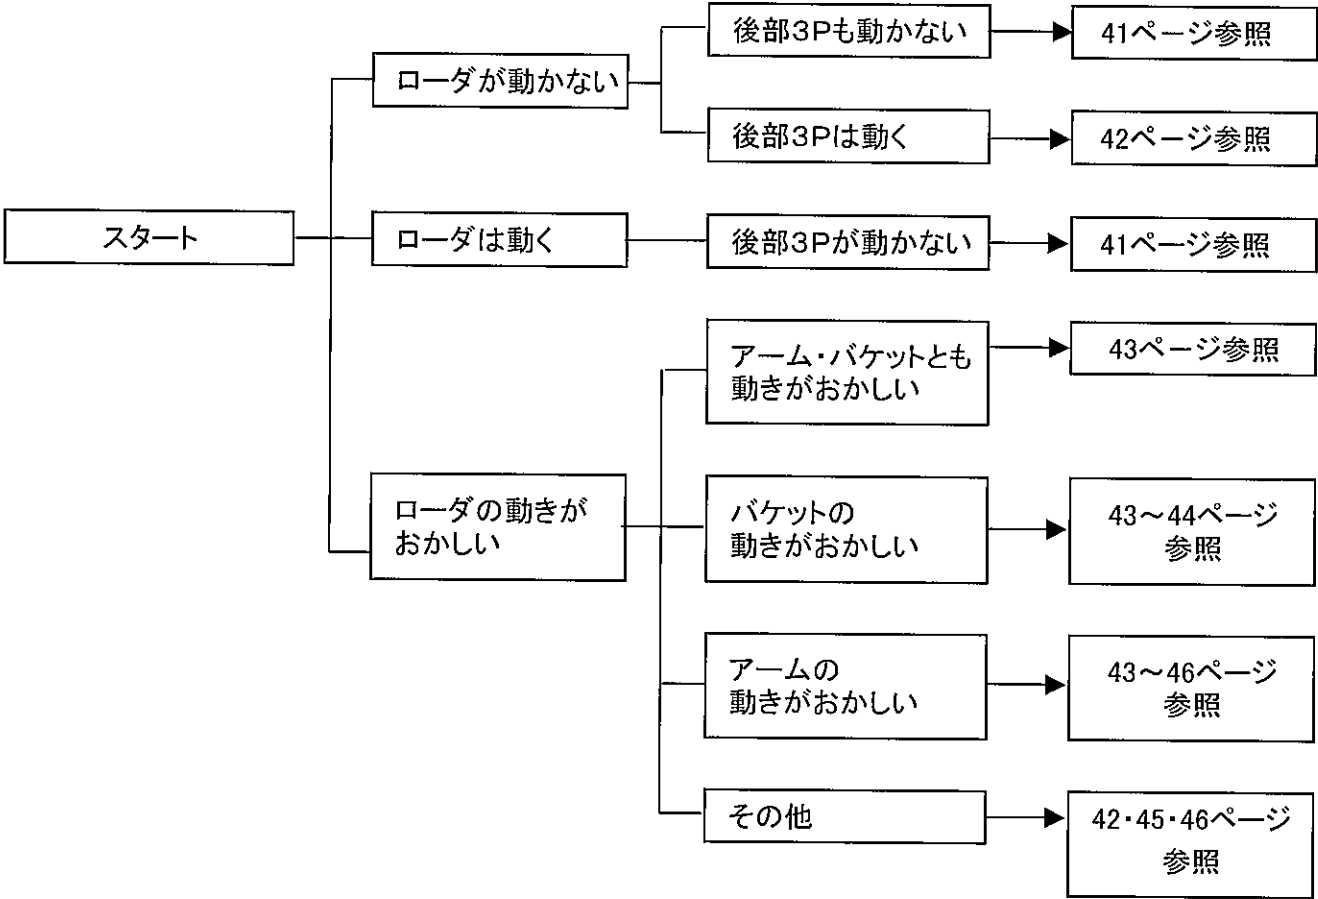 スタート
ローダが動かない
後部3Pも動かない
41ページ参照
後部3Pは動く
42ページ参照
ローダは動く
後部3Pが動かない
41ページ参照
ローダの動きが
おかしい
アーム・バケットとも
動きがおかしい
43ページ参照
バケットの
動きがおかしい
43～44ページ
参照
アームの
動きがおかしい
43～46ページ
参照
その他
42・45・46ページ
参照